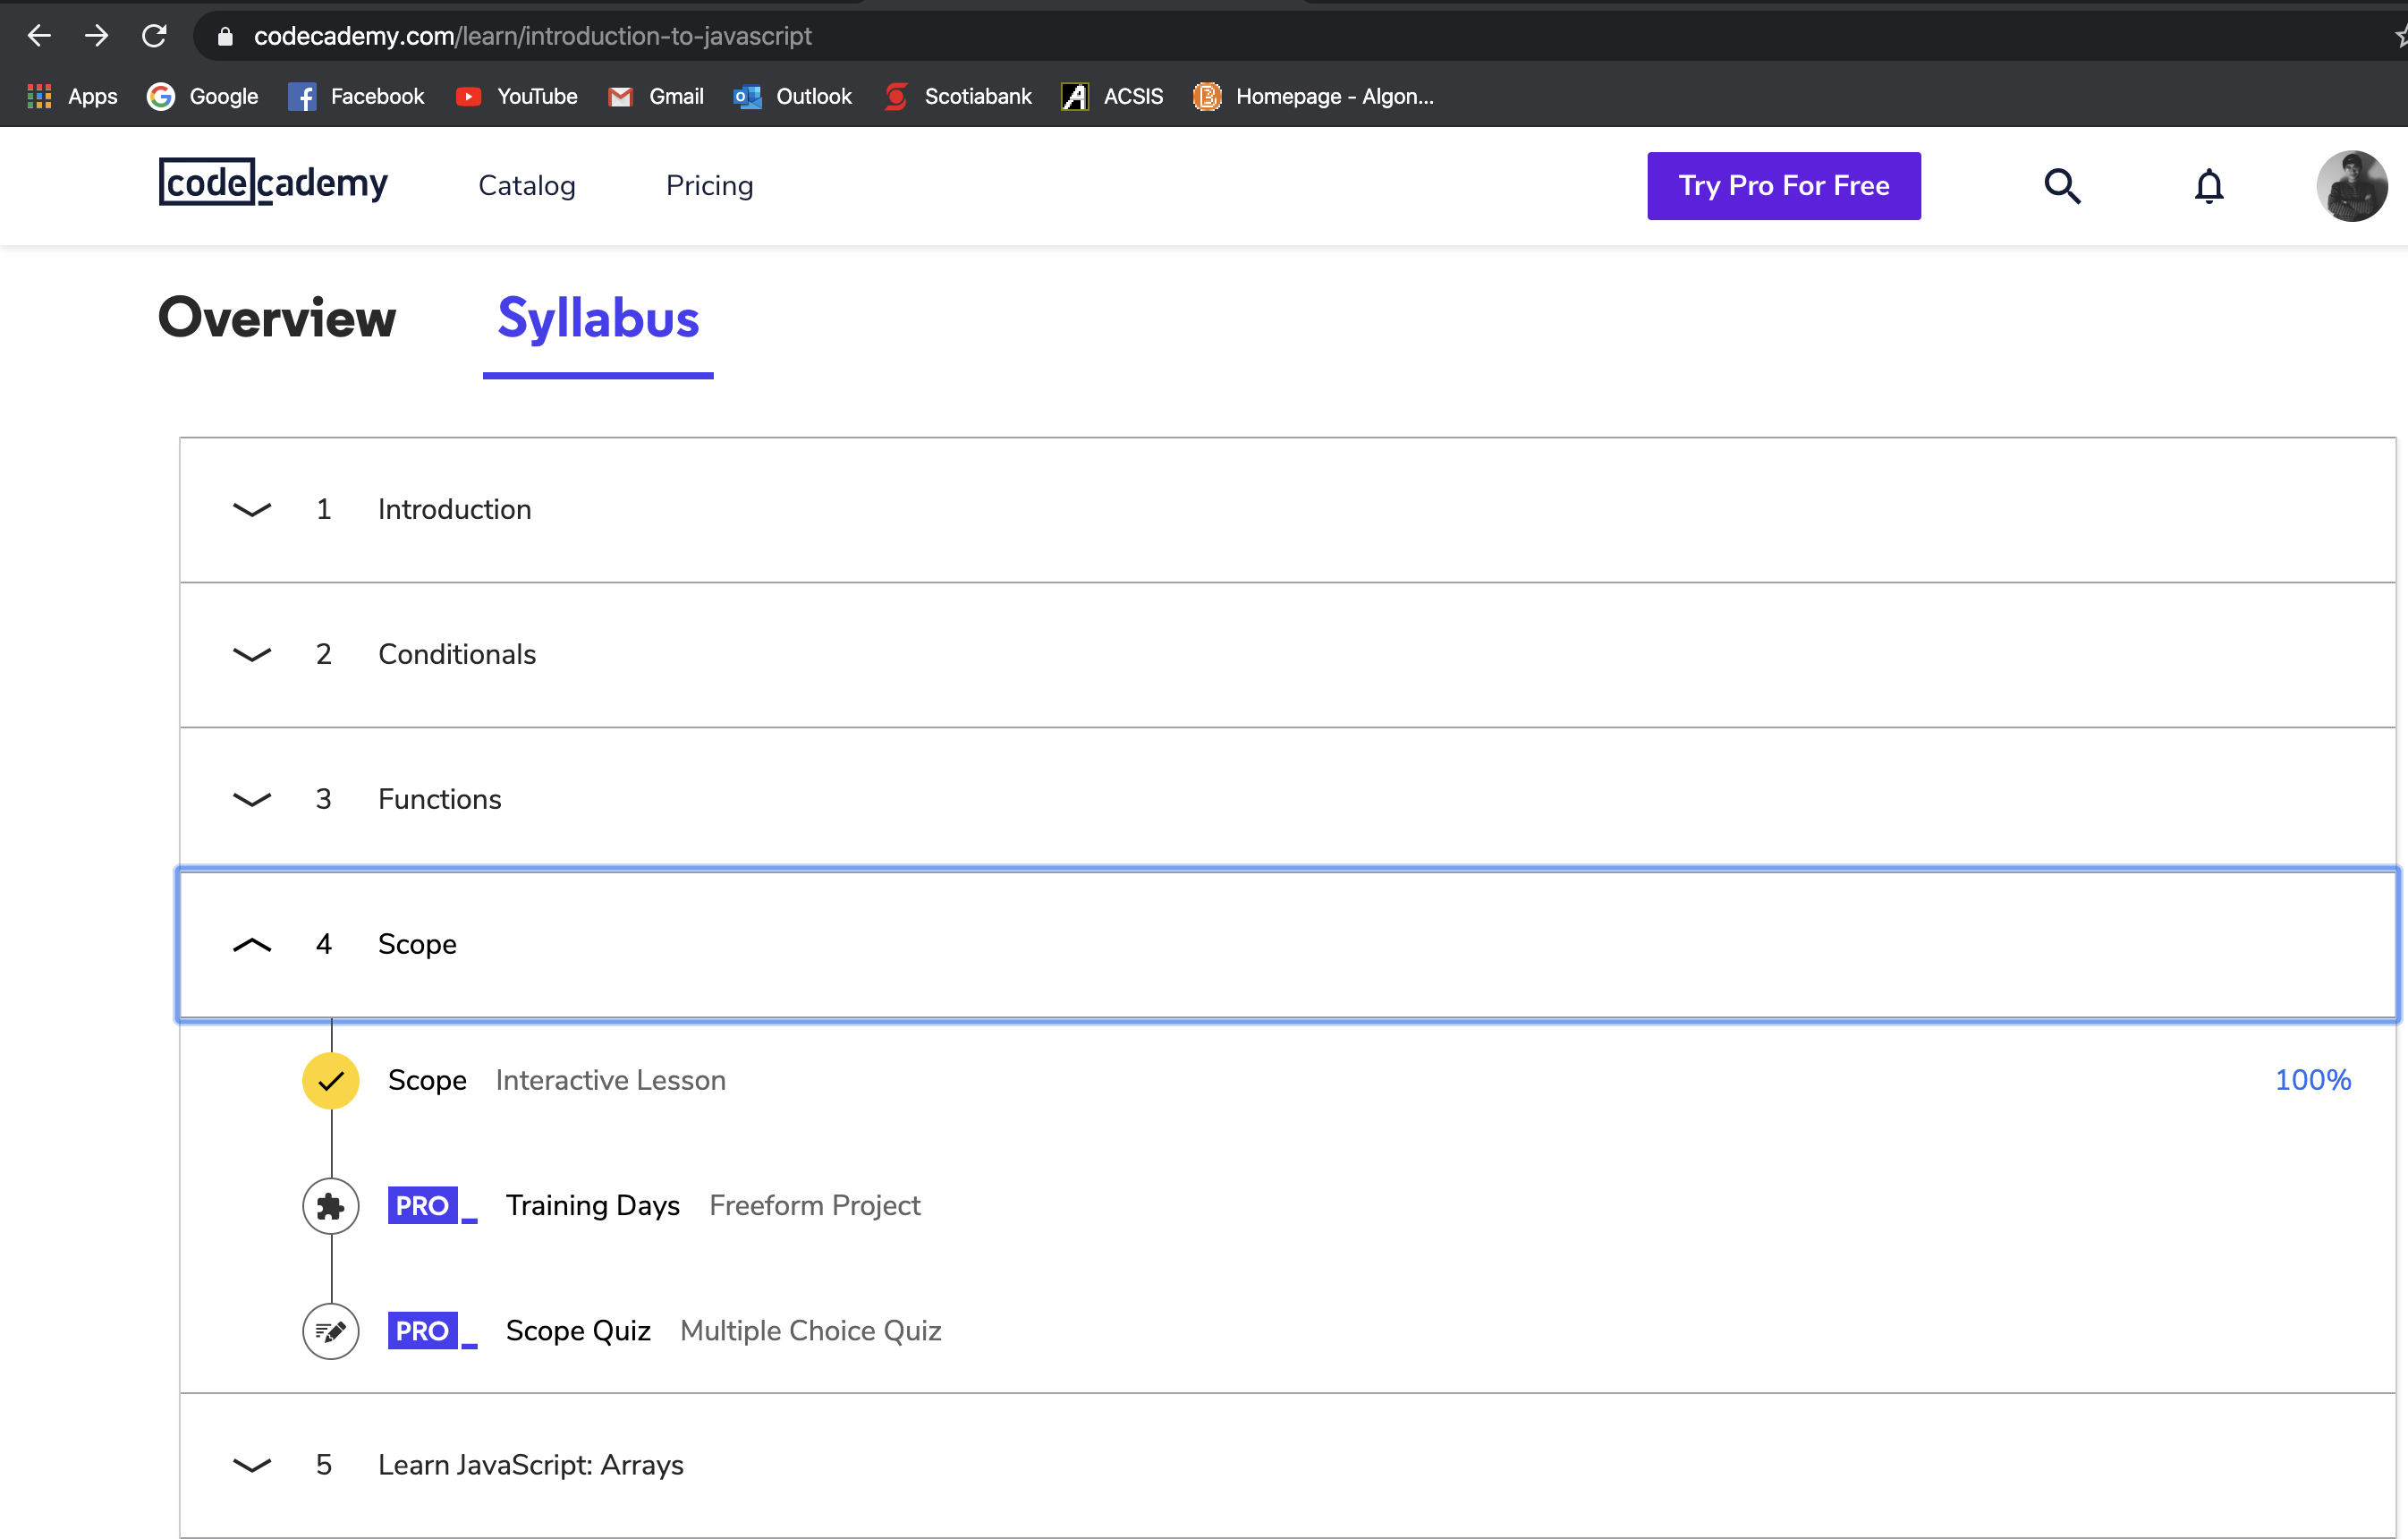 codecademy.com/learn/introduction-to-javascript
Apps Google Facebook YouTube Gmail Outlook Scotiabank ACSIS Homepage - Algon...
codecademy Catalog Pricing Try Pro For Free
Overview Syllabus
1 Introduction
2 Conditionals
3 Functions
4 Scope
Scope Interactive Lesson 100%
PRO_ Training Days Freeform Project
PRO_ Scope Quiz Multiple Choice Quiz
5 Learn JavaScript: Arrays